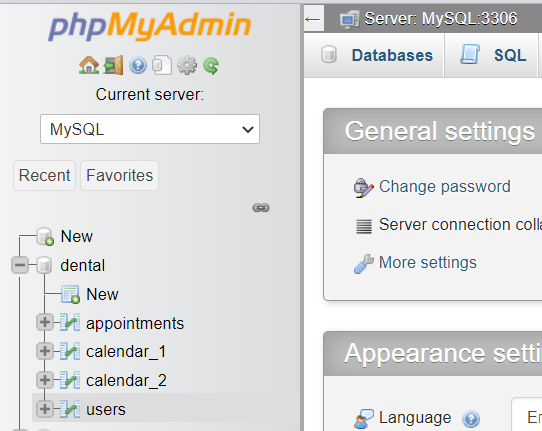 phpMyAdmin
Current server:
MySQL
Recent
Favorites
New
dental
New
appointments
calendar_1
calendar_2
users
Server: MySQL:3306
Databases
SQL
General settings
Change password
Server connection colla
More settings
Appearance setti
Language
En